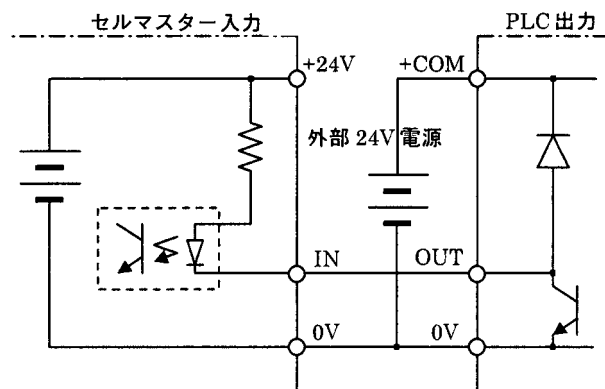 セルマスター入力
PLC出力
+24V
+COM
外部 24V 電源
IN
OUT
0V
0V